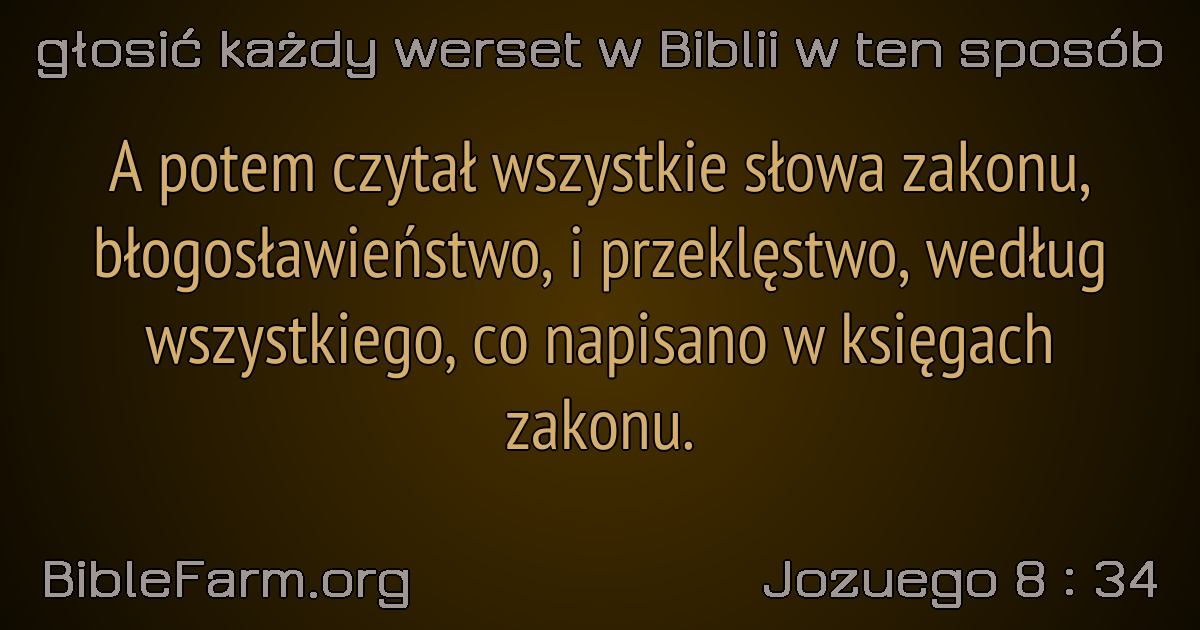 głosić każdy werset w Biblii w ten sposób
A potem czytał wszystkie słowa zakonu,
błogosławieństwo, i przeklęstwo, według
wszystkiego, co napisano w księgach
zakonu.
BibleFarm.org
Jozuego 8 : 34